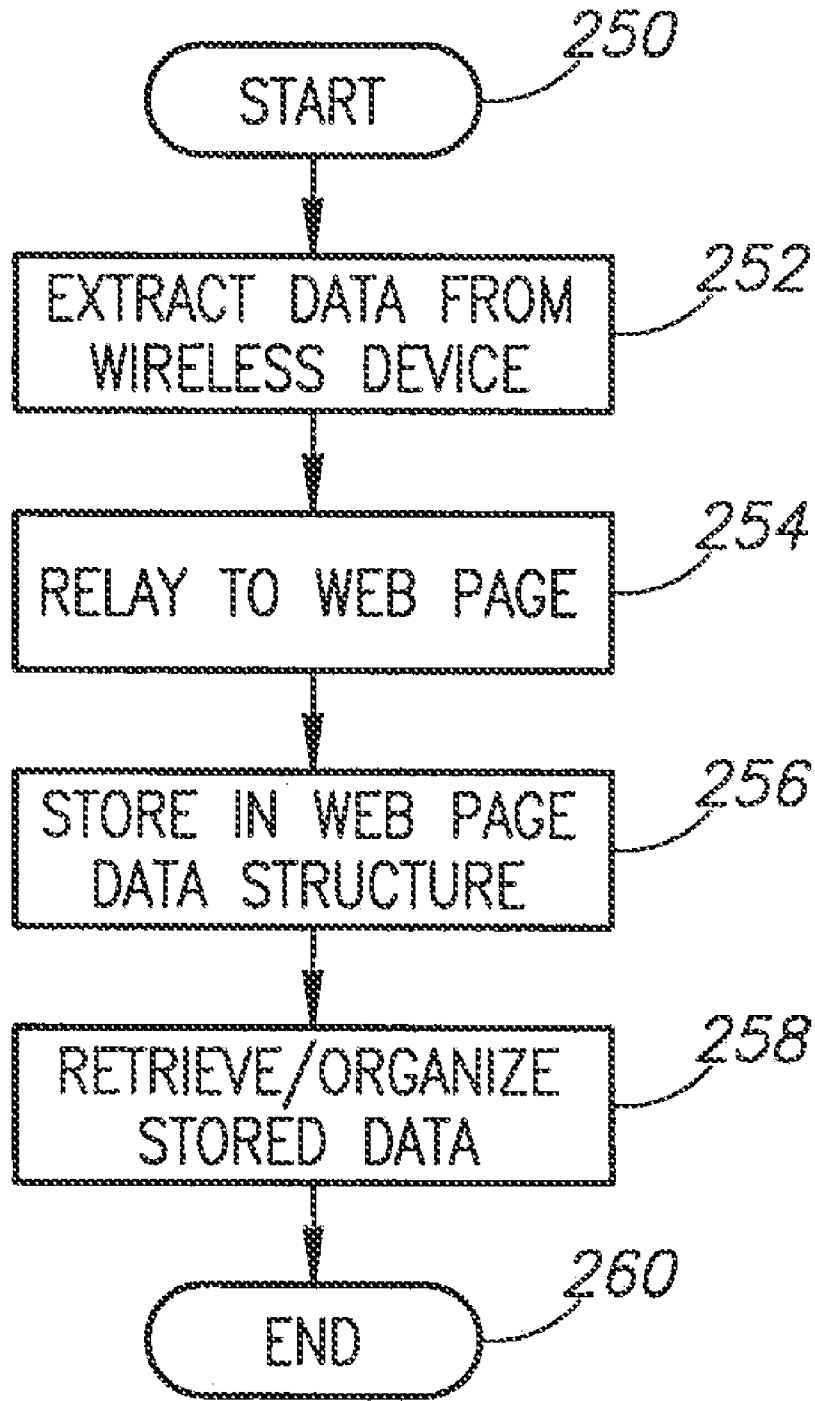 250
START
252
EXTRACT DATA FROM
WIRELESS DEVICE
254
RELAY TO WEB PAGE
256
STORE IN WEB PAGE
DATA STRUCTURE
258
RETRIEVE/ORGANIZE
STORED DATA
260
END